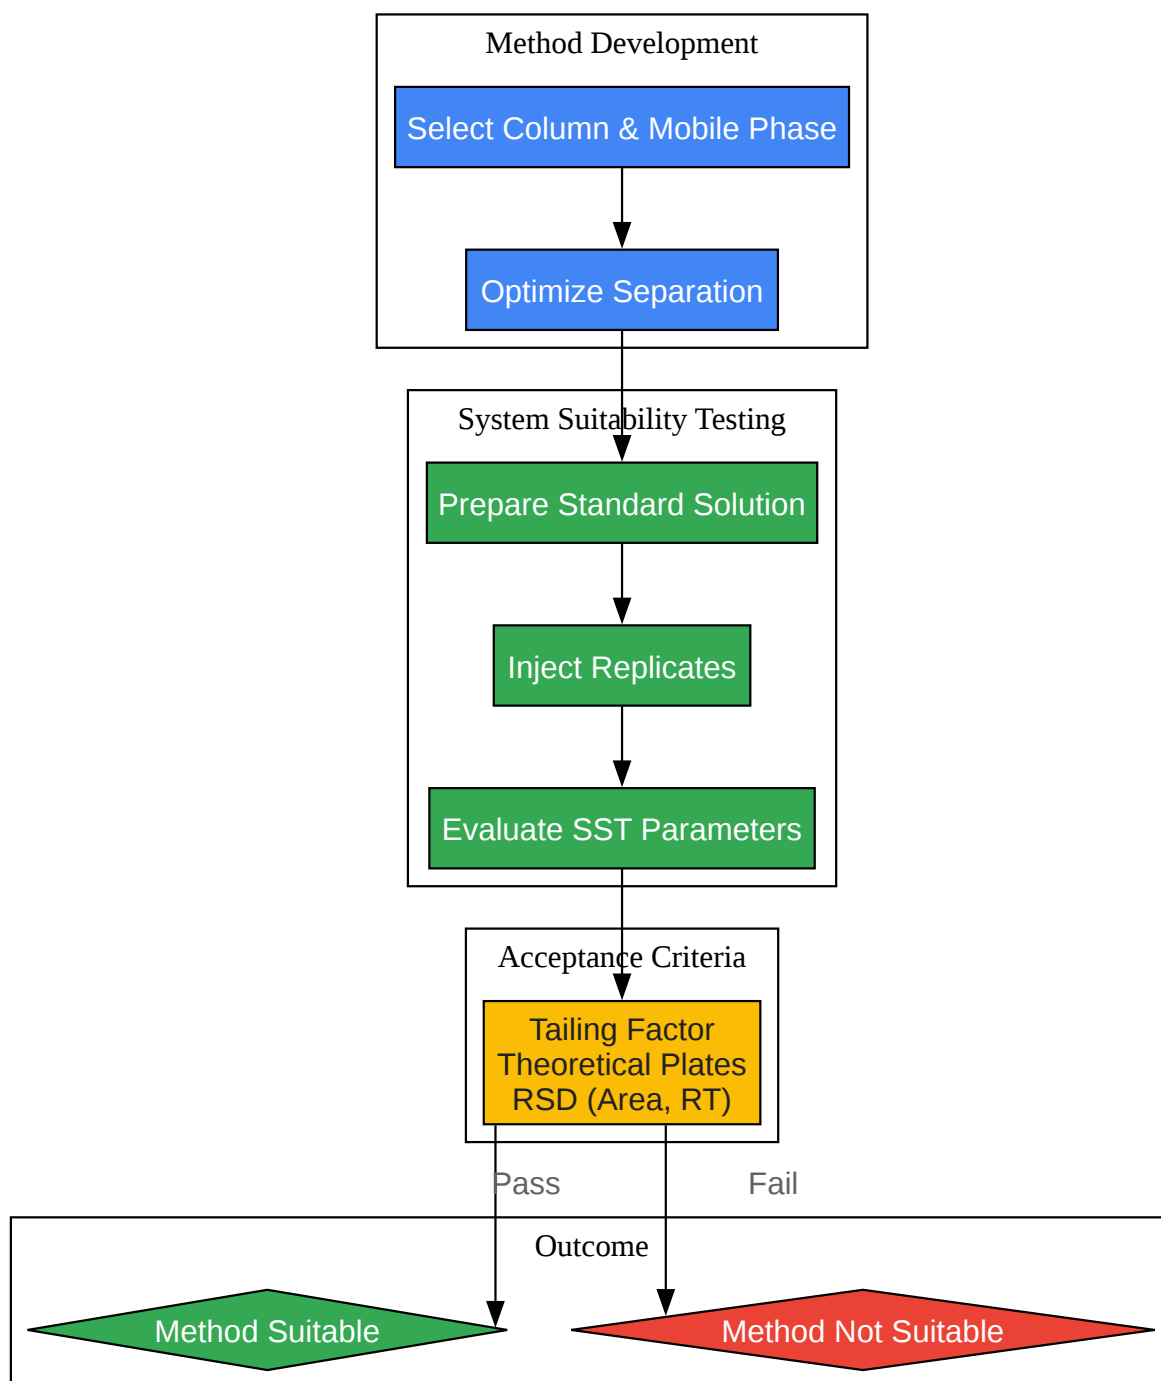 Method Development
Select Column & Mobile Phase
Optimize Separation
System Suitability Testing
Prepare Standard Solution
Inject Replicates
Evaluate SST Parameters
Acceptance Criteria
Tailing Factor
Theoretical Plates
RSD (Area, RT)
Pass
Fail
Outcome
Method Suitable
Method Not Suitable